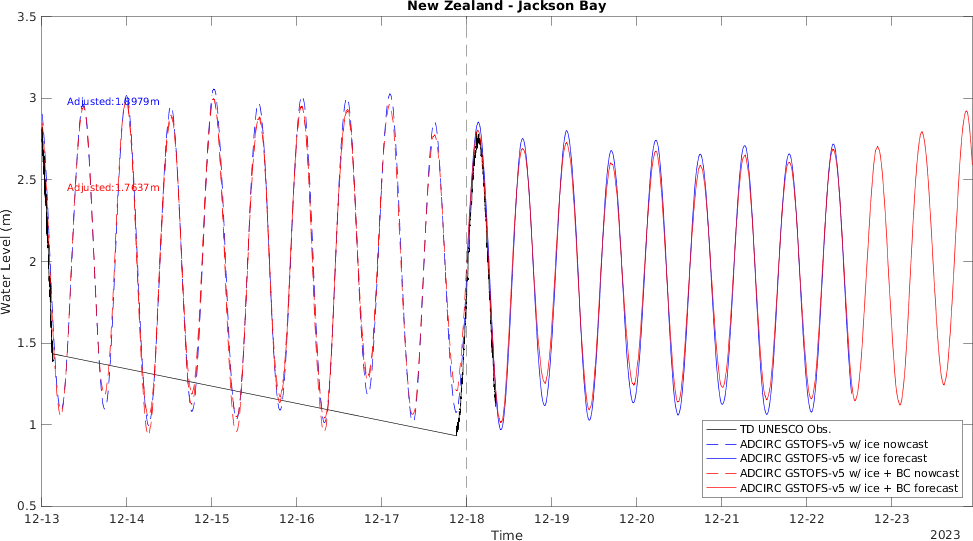 New Zealand - Jackson Bay
3.5
3
2.5
2
1.5
1
0.5
Water Level (m)
Adjusted:1.8979m
Adjusted:1.7637m
TD UNESCO Obs.
ADCIRC GSTOFS-v5 w/ ice nowcast
ADCIRC GSTOFS-v5 w/ ice forecast
ADCIRC GSTOFS-v5 w/ ice + BC nowcast
ADCIRC GSTOFS-v5 w/ ice + BC forecast
12-13 12-14 12-15 12-16 12-17 12-18 12-19 12-20 12-21 12-22 12-23
Time
2023